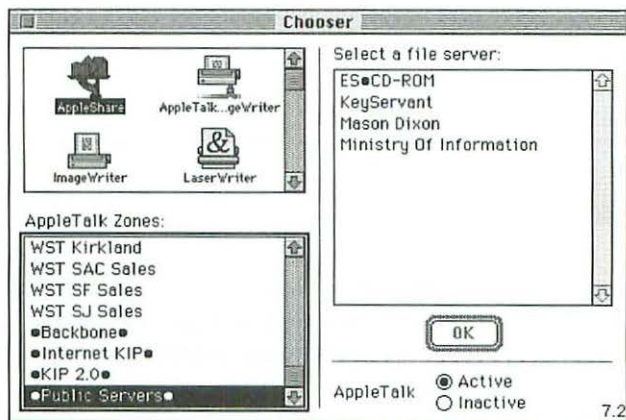 Chooser
AppleShare
AppleTalk...geWriter
ImageWriter
&
LaserWriter
AppleTalk Zones:
WST Kirkland
WST SAC Sales
WST SF Sales
WST SJ Sales
●Backbone●
●Internet KIP●
●KIP 2.0●
●Public Servers●
Select a file server:
ES●CD-ROM
KeyServant
Mason Dixon
Ministry Of Information
OK
AppleTalk
Active
Inactive
7.2